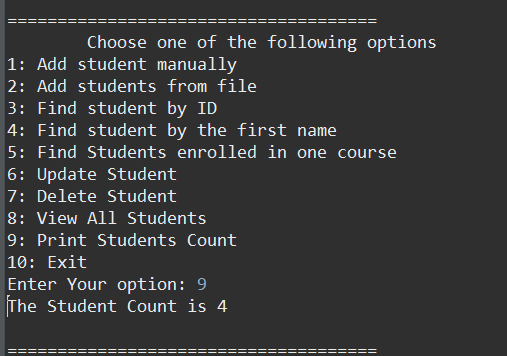 =====================================
Choose one of the following options
1: Add student manually
2: Add students from file
3: Find student by ID
4: Find student by the first name
5: Find Students enrolled in one course
6: Update Student
7: Delete Student
8: View All Students
9: Print Students Count
10: Exit
Enter Your option: 9
The Student Count is 4
=====================================